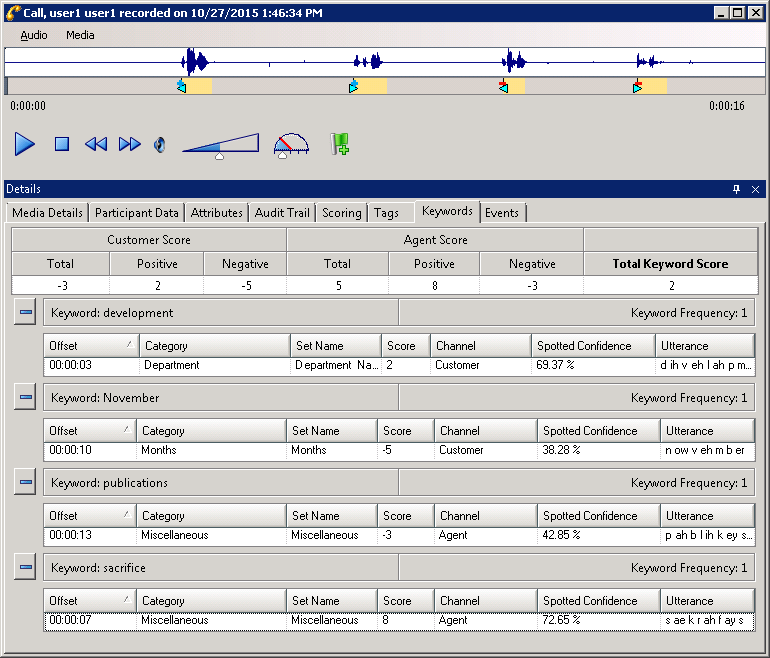 Call, user1 user1 recorded on 10/27/2015 1:46:34 PM
Audio Media
0:00:00 0:00:16
Details
Media Details Participant Data Attributes Audit Trail Scoring Tags Keywords Events
Customer Score Agent Score
Total Positive Negative Total Positive Negative Total Keyword Score
-3 2 -5 5 8 -3 2
Keyword: development Keyword Frequency: 1
Offset Category Set Name Score Channel Spotted Confidence Utterance
00:00:03 Department Department Na... 2 Customer 69.37 % d ih v eh l ah p m...
Keyword: November Keyword Frequency: 1
Offset Category Set Name Score Channel Spotted Confidence Utterance
00:00:10 Months Months -5 Customer 38.28 % n ow v eh m b er
Keyword: publications Keyword Frequency: 1
Offset Category Set Name Score Channel Spotted Confidence Utterance
00:00:13 Miscellaneous Miscellaneous -3 Agent 42.85 % p ah b l ih k ey s...
Keyword: sacrifice Keyword Frequency: 1
Offset Category Set Name Score Channel Spotted Confidence Utterance
00:00:07 Miscellaneous Miscellaneous 8 Agent 72.65 % s ae k r ah f ay s